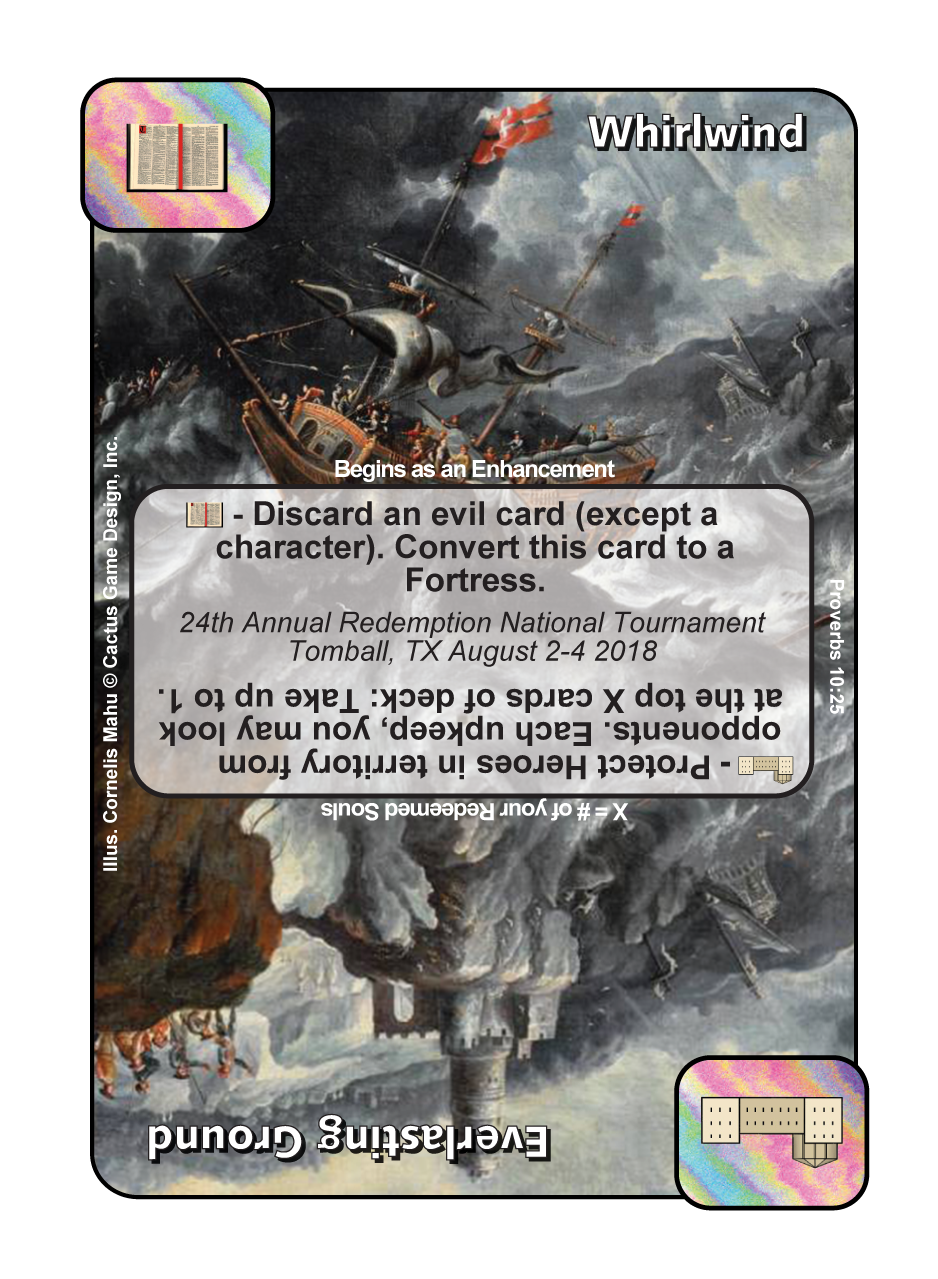 Whirlwind
Begins as an Enhancement
- Discard an evil card (except a
character). Convert this card to a
Fortress.
24th Annual Redemption National Tournament
Tomball, TX August 2-4 2018
- Protect Heroes in territory from
opponents. Each upkeep, you may look
at the top X cards of deck: Take up to 1.
X = # of your Redeemed Souls
Everlasting Ground
Illus. Cornelis Mahu © Cactus Game Design, Inc.
Proverbs 10:25